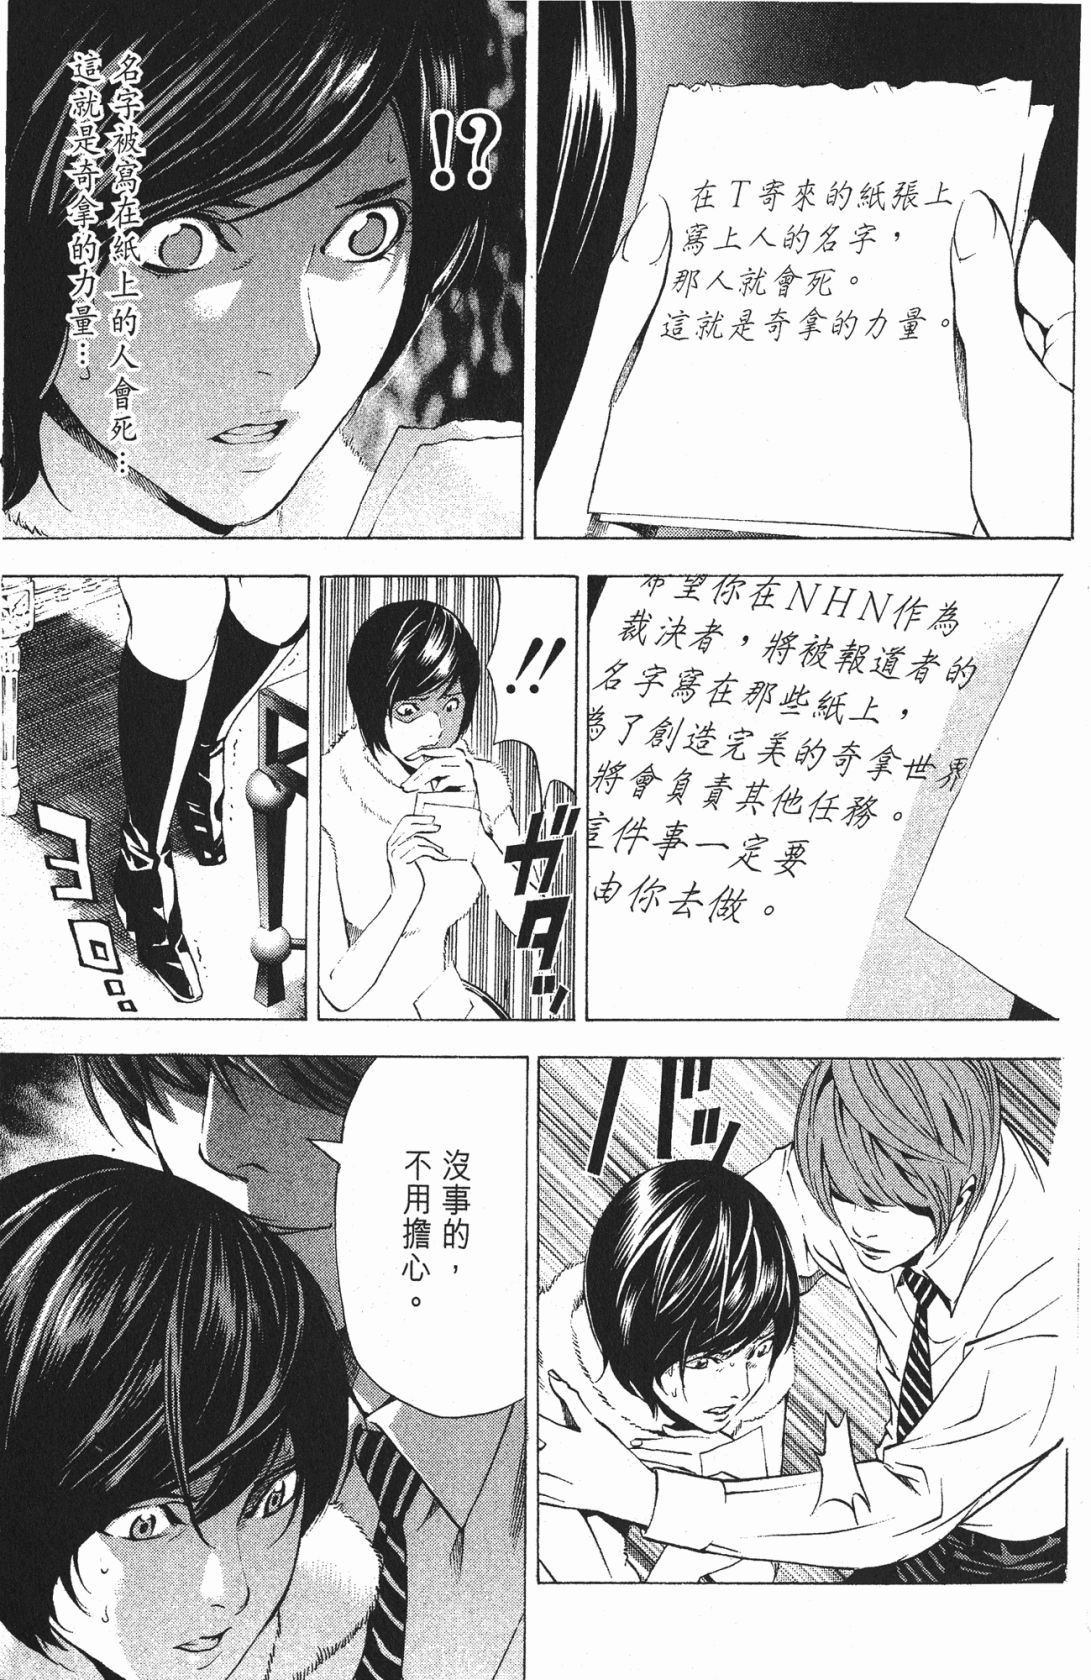 在T寄來的紙張上
寫上人的名字，
那人就會死。
這就是奇拿的力量。
!?
名字被寫在紙上的人會死…
這就是奇拿的力量…
希望你在NHN作為
裁決者，將被報道者的
名字寫在那些紙上，
為了創造完美的奇拿世界
將會負責其他任務。
這件事一定要
由你去做。
!!
ガタッ
ヨロ…
バッ
沒事的，
不用擔心。